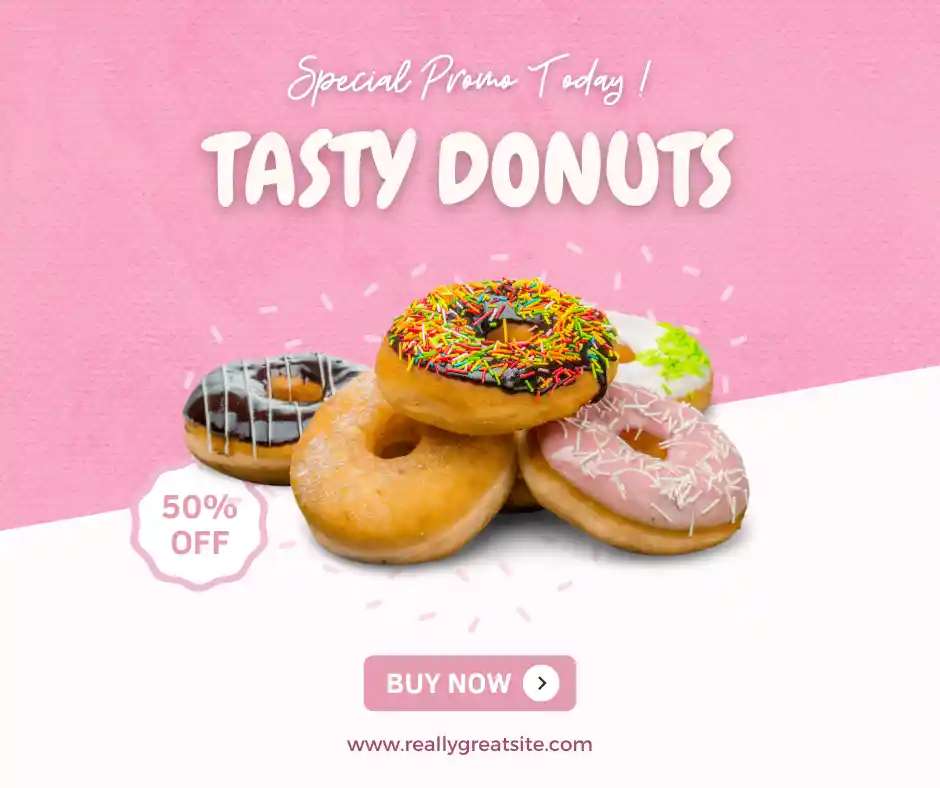 Special Promo Today !
TASTY DONUTS
50%
OFF
BUY NOW
www.reallygreatsite.com